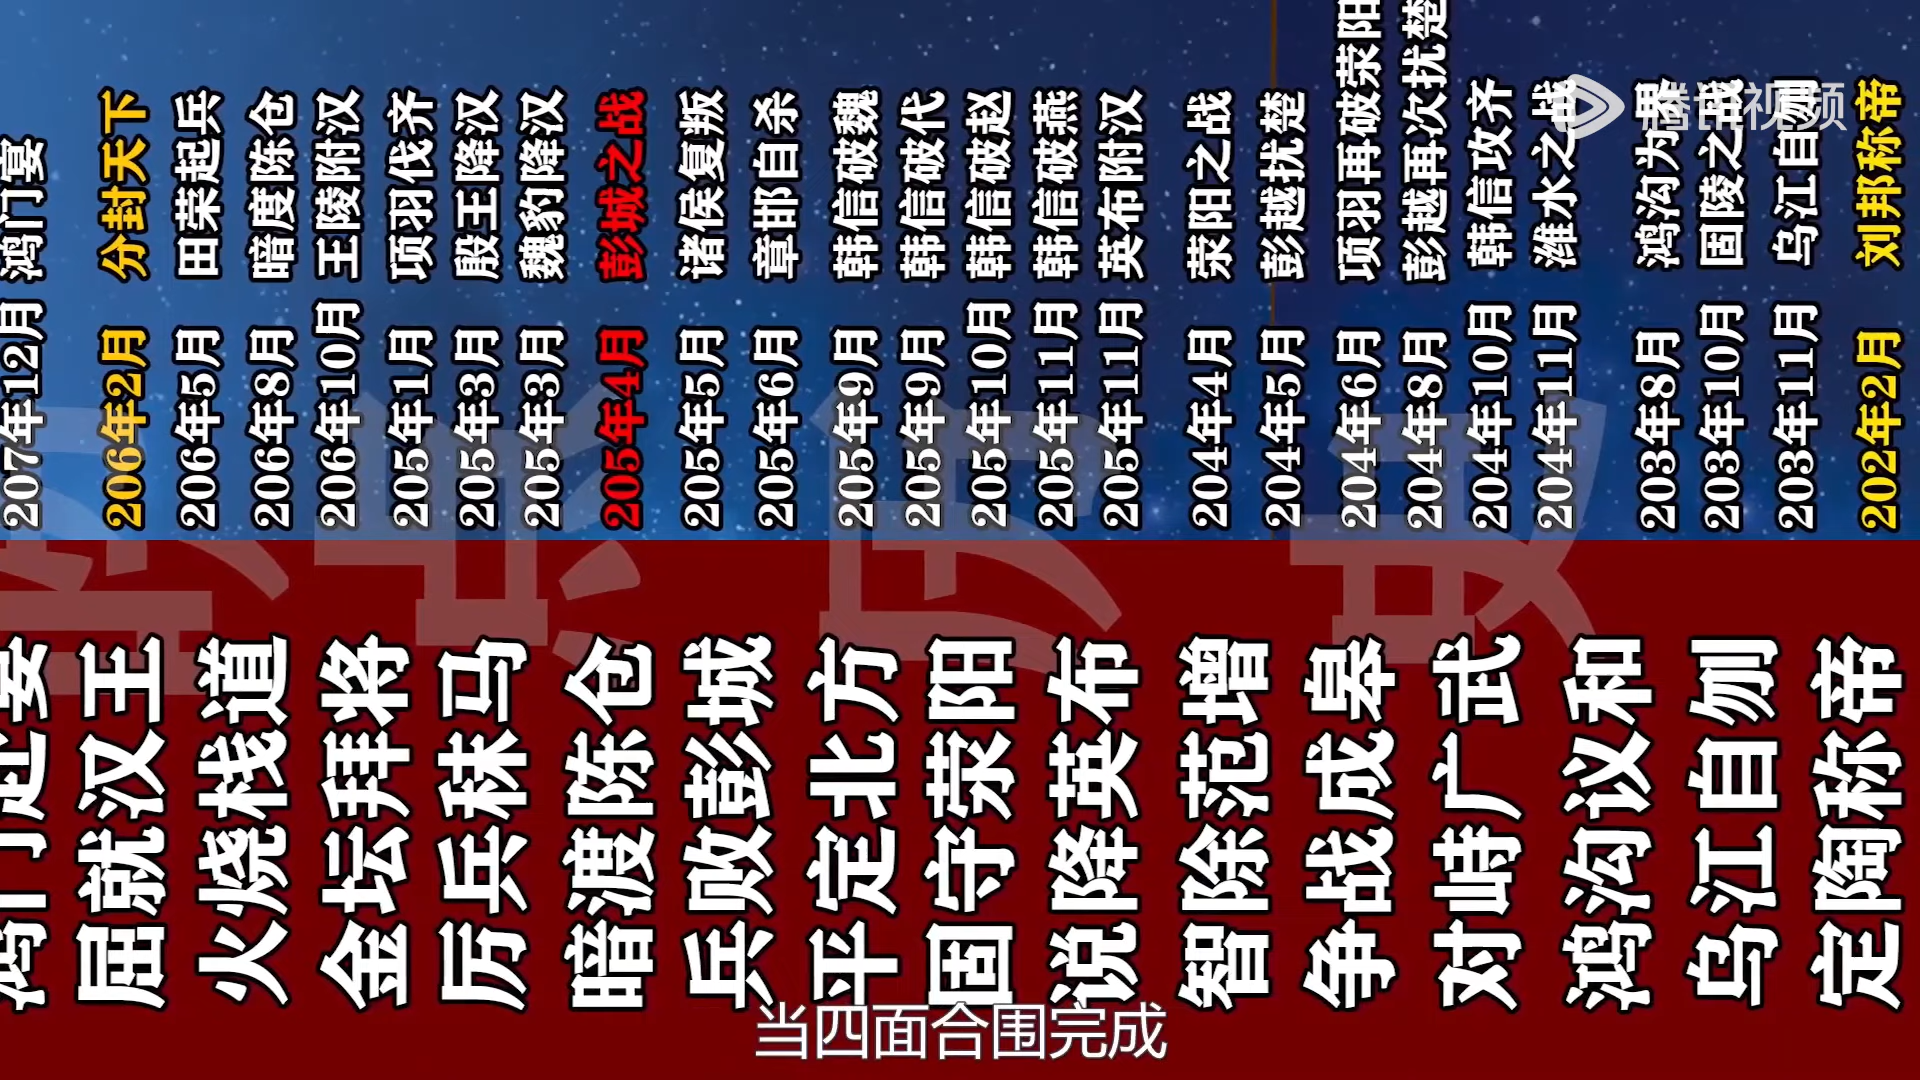 207年12月 鸿门宴
206年2月 分封天下
206年5月 田荣起兵
206年8月 暗度陈仓
206年10月 王陵附汉
205年1月 项羽伐齐
205年3月 殷王降汉
205年3月 魏豹降汉
205年4月 彭城之战
205年5月 诸侯复叛
205年6月 章邯自杀
205年9月 韩信破魏
205年9月 韩信破代
205年10月 韩信破赵
205年11月 韩信破燕
205年11月 英布附汉
204年4月 荥阳之战
204年5月 彭越扰楚
204年6月 项羽再破荥阳
204年8月 彭越再次扰楚
204年10月 韩信攻齐
204年11月 潍水之战
203年8月 鸿沟为界
203年10月 固陵之战
203年11月 乌江自刎
202年2月 刘邦称帝
腾讯视频
鸿门赴宴
屈就汉王
火烧栈道
金坛拜将
厉兵秣马
暗渡陈仓
兵败彭城
平定北方
固守荥阳
说降英布
智除范增
争战成皋
对峙广武
鸿沟议和
乌江自刎
定陶称帝
当四面合围完成